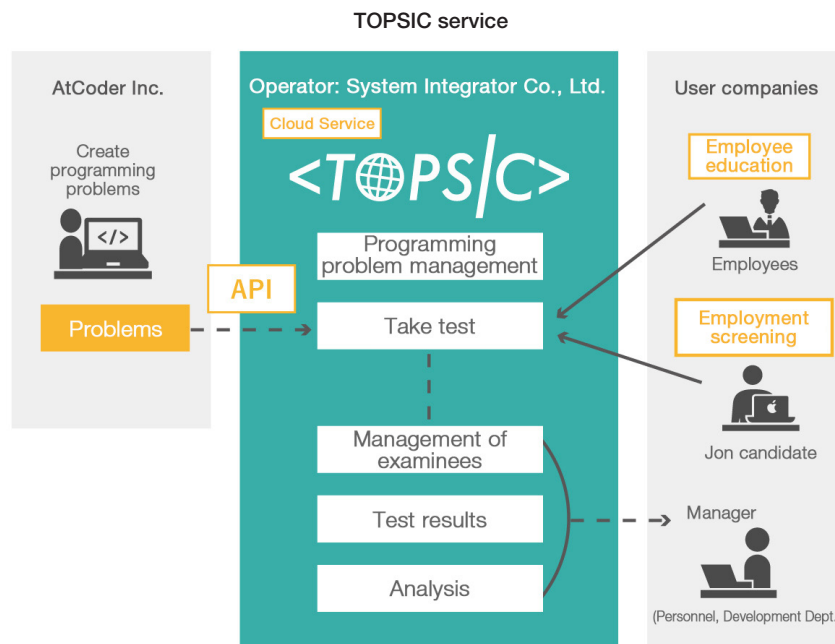 TOPSIC service
AtCoder Inc.
Create
programming
problems
</>
Problems
API
Operator: System Integrator Co., Ltd.
Cloud Service
<TOPSIC>
Programming
problem management
Take test
Management of
examinees
Test results
Analysis
User companies
Employee
education
Employees
Employment
screening
Jon candidate
Manager
(Personnel, Development Dept.